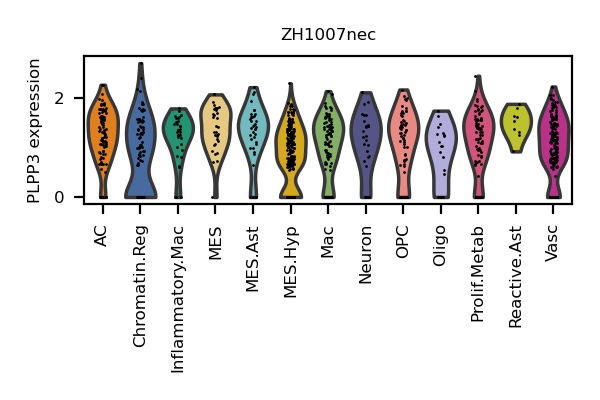 ZH1007nec
PLPP3 expression
2
0
AC
Chromatin.Reg
Inflammatory.Mac
MES
MES.Ast
MES.Hyp
Mac
Neuron
OPC
Oligo
Prolif.Metab
Reactive.Ast
Vasc